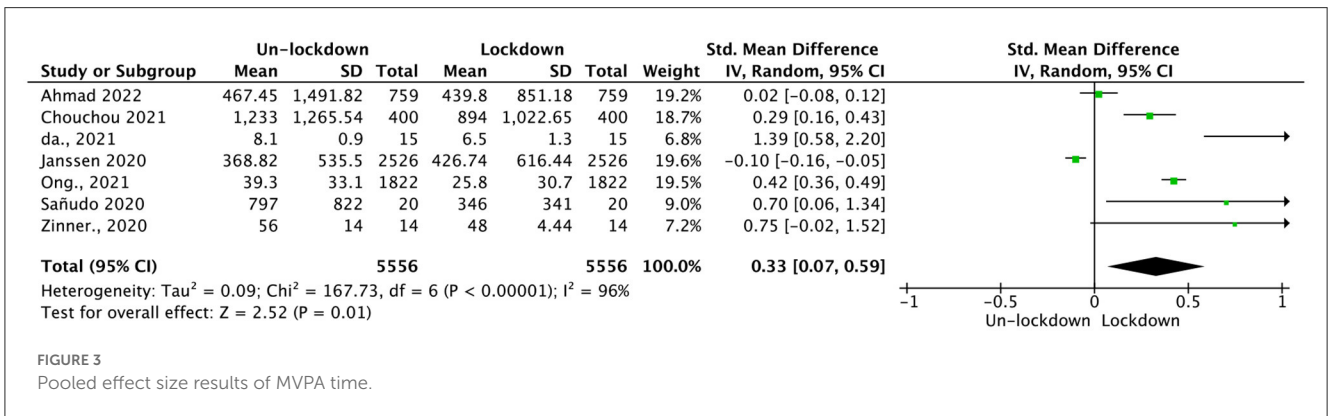 Un-lockdown Lockdown Std. Mean Difference Std. Mean Difference
Study or Subgroup Mean SD Total Mean SD Total Weight IV, Random, 95% CI IV, Random, 95% CI
Ahmad 2022 467.45 1,491.82 759 439.8 851.18 759 19.2% 0.02 [-0.08, 0.12]
Chouchou 2021 1,233 1,265.54 400 894 1,022.65 400 18.7% 0.29 [0.16, 0.43]
da., 2021 8.1 0.9 15 6.5 1.3 15 6.8% 1.39 [0.58, 2.20]
Janssen 2020 368.82 535.5 2526 426.74 616.44 2526 19.6% -0.10 [-0.16, -0.05]
Ong., 2021 39.3 33.1 1822 25.8 30.7 1822 19.5% 0.42 [0.36, 0.49]
Sañudo 2020 797 822 20 346 341 20 9.0% 0.70 [0.06, 1.34]
Zinner., 2020 56 14 14 48 4.44 14 7.2% 0.75 [-0.02, 1.52]
Total (95% CI) 5556 5556 100.0% 0.33 [0.07, 0.59]
Heterogeneity: Tau² = 0.09; Chi² = 167.73, df = 6 (P < 0.00001); I² = 96%
Test for overall effect: Z = 2.52 (P = 0.01)
-1 -0.5 0 0.5 1
Un-lockdown Lockdown
FIGURE 3
Pooled effect size results of MVPA time.